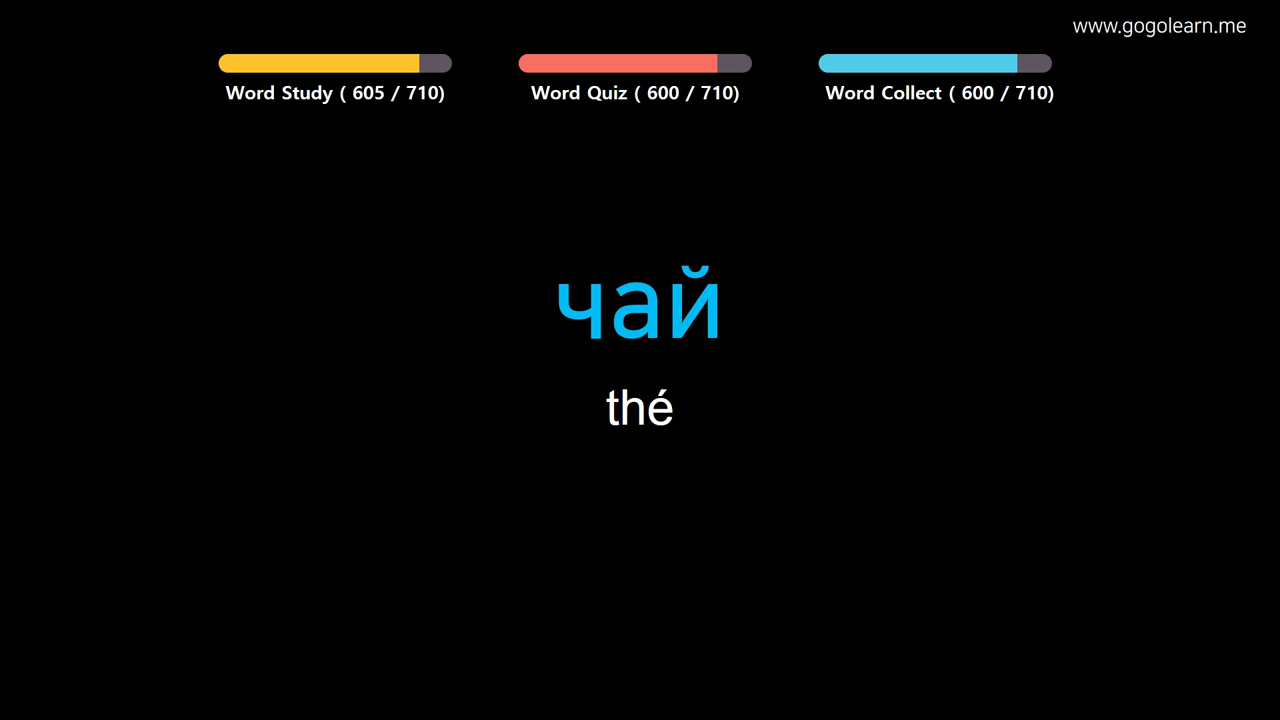 www.gogolearn.me
Word Study ( 605 / 710)
Word Quiz ( 600 / 710)
Word Collect ( 600 / 710)
чай
thé